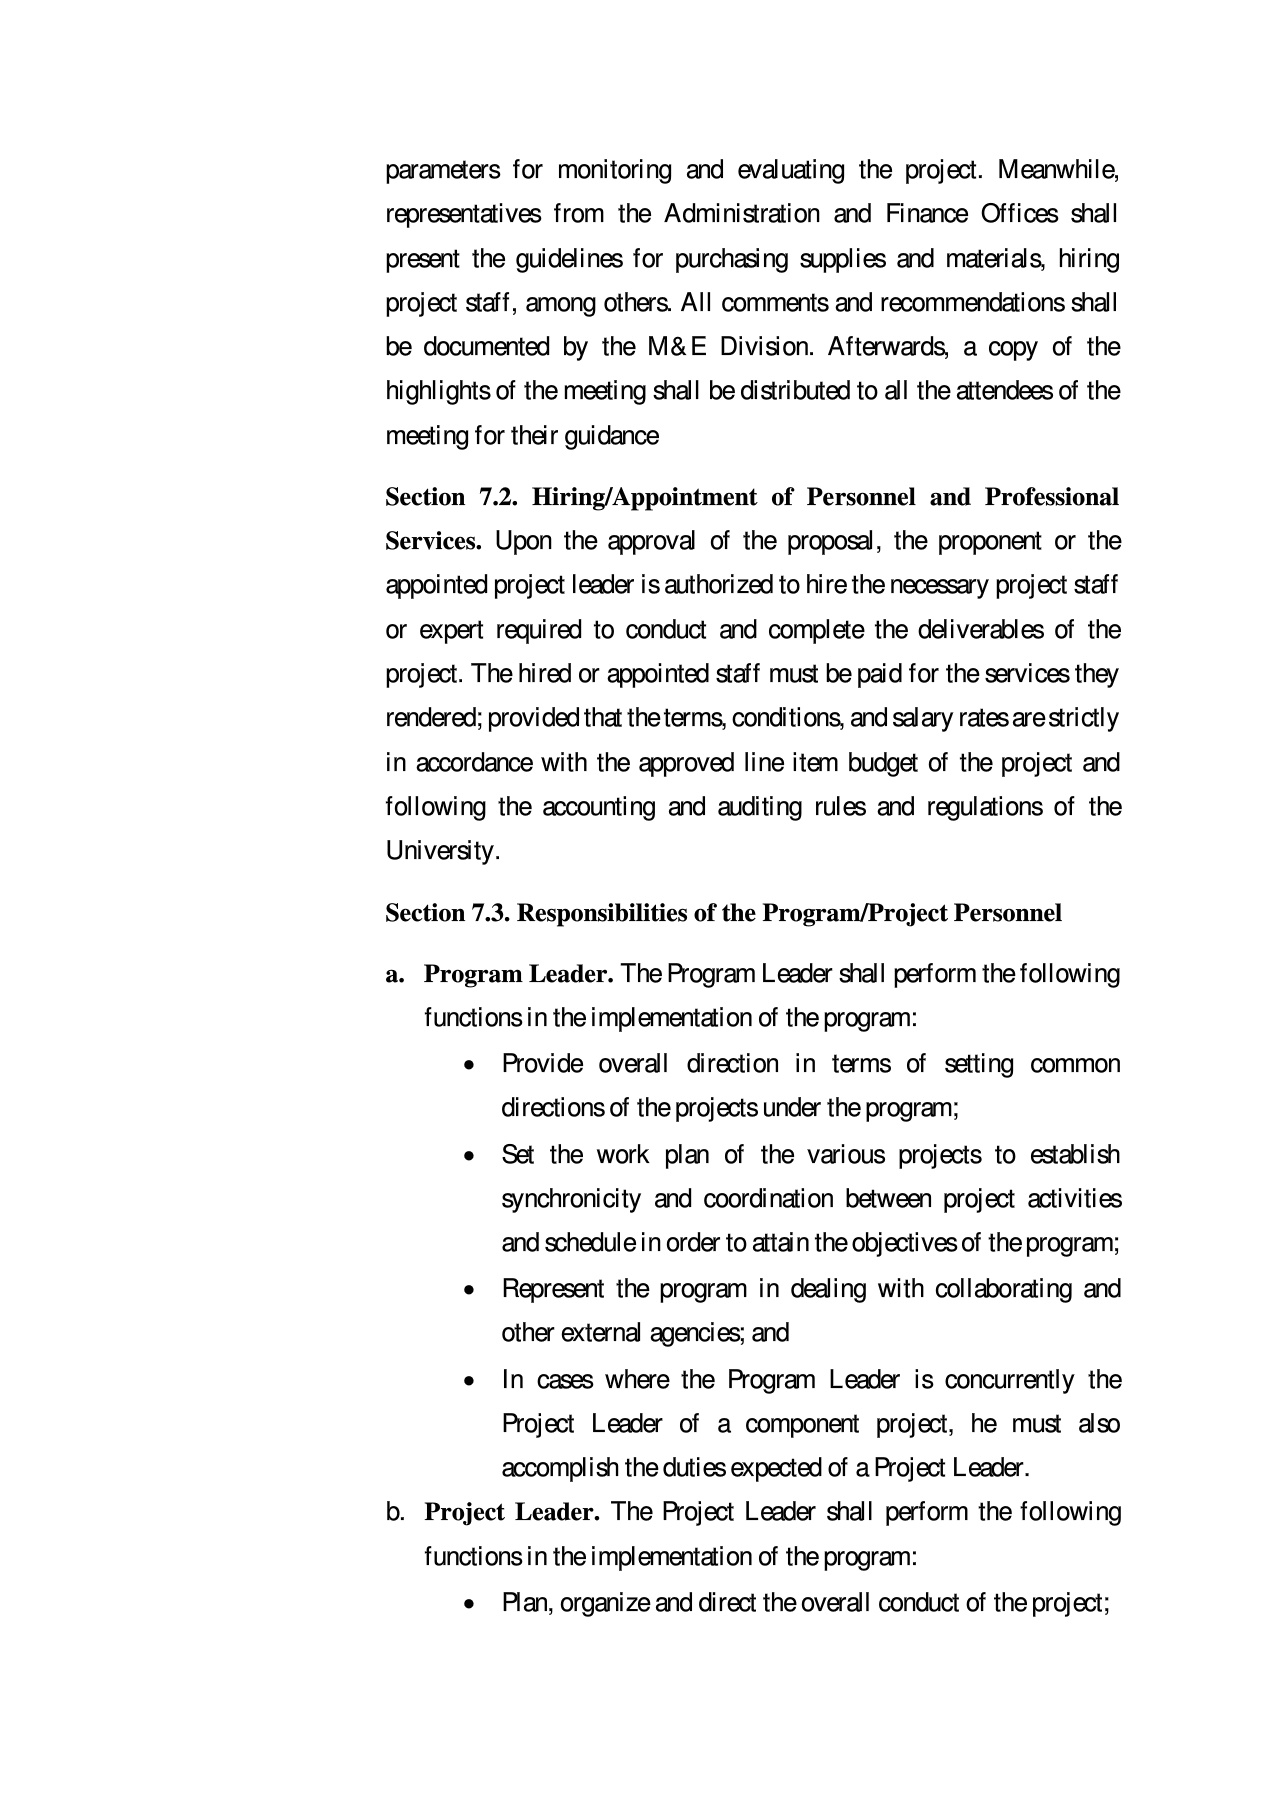 parameters for monitoring and evaluating the project. Meanwhile,
representatives from the Administration and Finance Offices shall
present the guidelines for purchasing supplies and materials, hiring
project staff, among others. All comments and recommendations shall
be documented by the M&E Division. Afterwards, a copy of the
highlights of the meeting shall be distributed to all the attendees of the
meeting for their guidance
Section 7.2. Hiring/Appointment of Personnel and Professional
Services. Upon the approval of the proposal, the proponent or the
appointed project leader is authorized to hire the necessary project staff
or expert required to conduct and complete the deliverables of the
project. The hired or appointed staff must be paid for the services they
rendered; provided that the terms, conditions, and salary rates are strictly
in accordance with the approved line item budget of the project and
following the accounting and auditing rules and regulations of the
University.
Section 7.3. Responsibilities of the Program/Project Personnel
a. Program Leader. The Program Leader shall perform the following
functions in the implementation of the program:
• Provide overall direction in terms of setting common
directions of the projects under the program;
• Set the work plan of the various projects to establish
synchronicity and coordination between project activities
and schedule in order to attain the objectives of the program;
• Represent the program in dealing with collaborating and
other external agencies; and
• In cases where the Program Leader is concurrently the
Project Leader of a component project, he must also
accomplish the duties expected of a Project Leader.
b. Project Leader. The Project Leader shall perform the following
functions in the implementation of the program:
• Plan, organize and direct the overall conduct of the project;